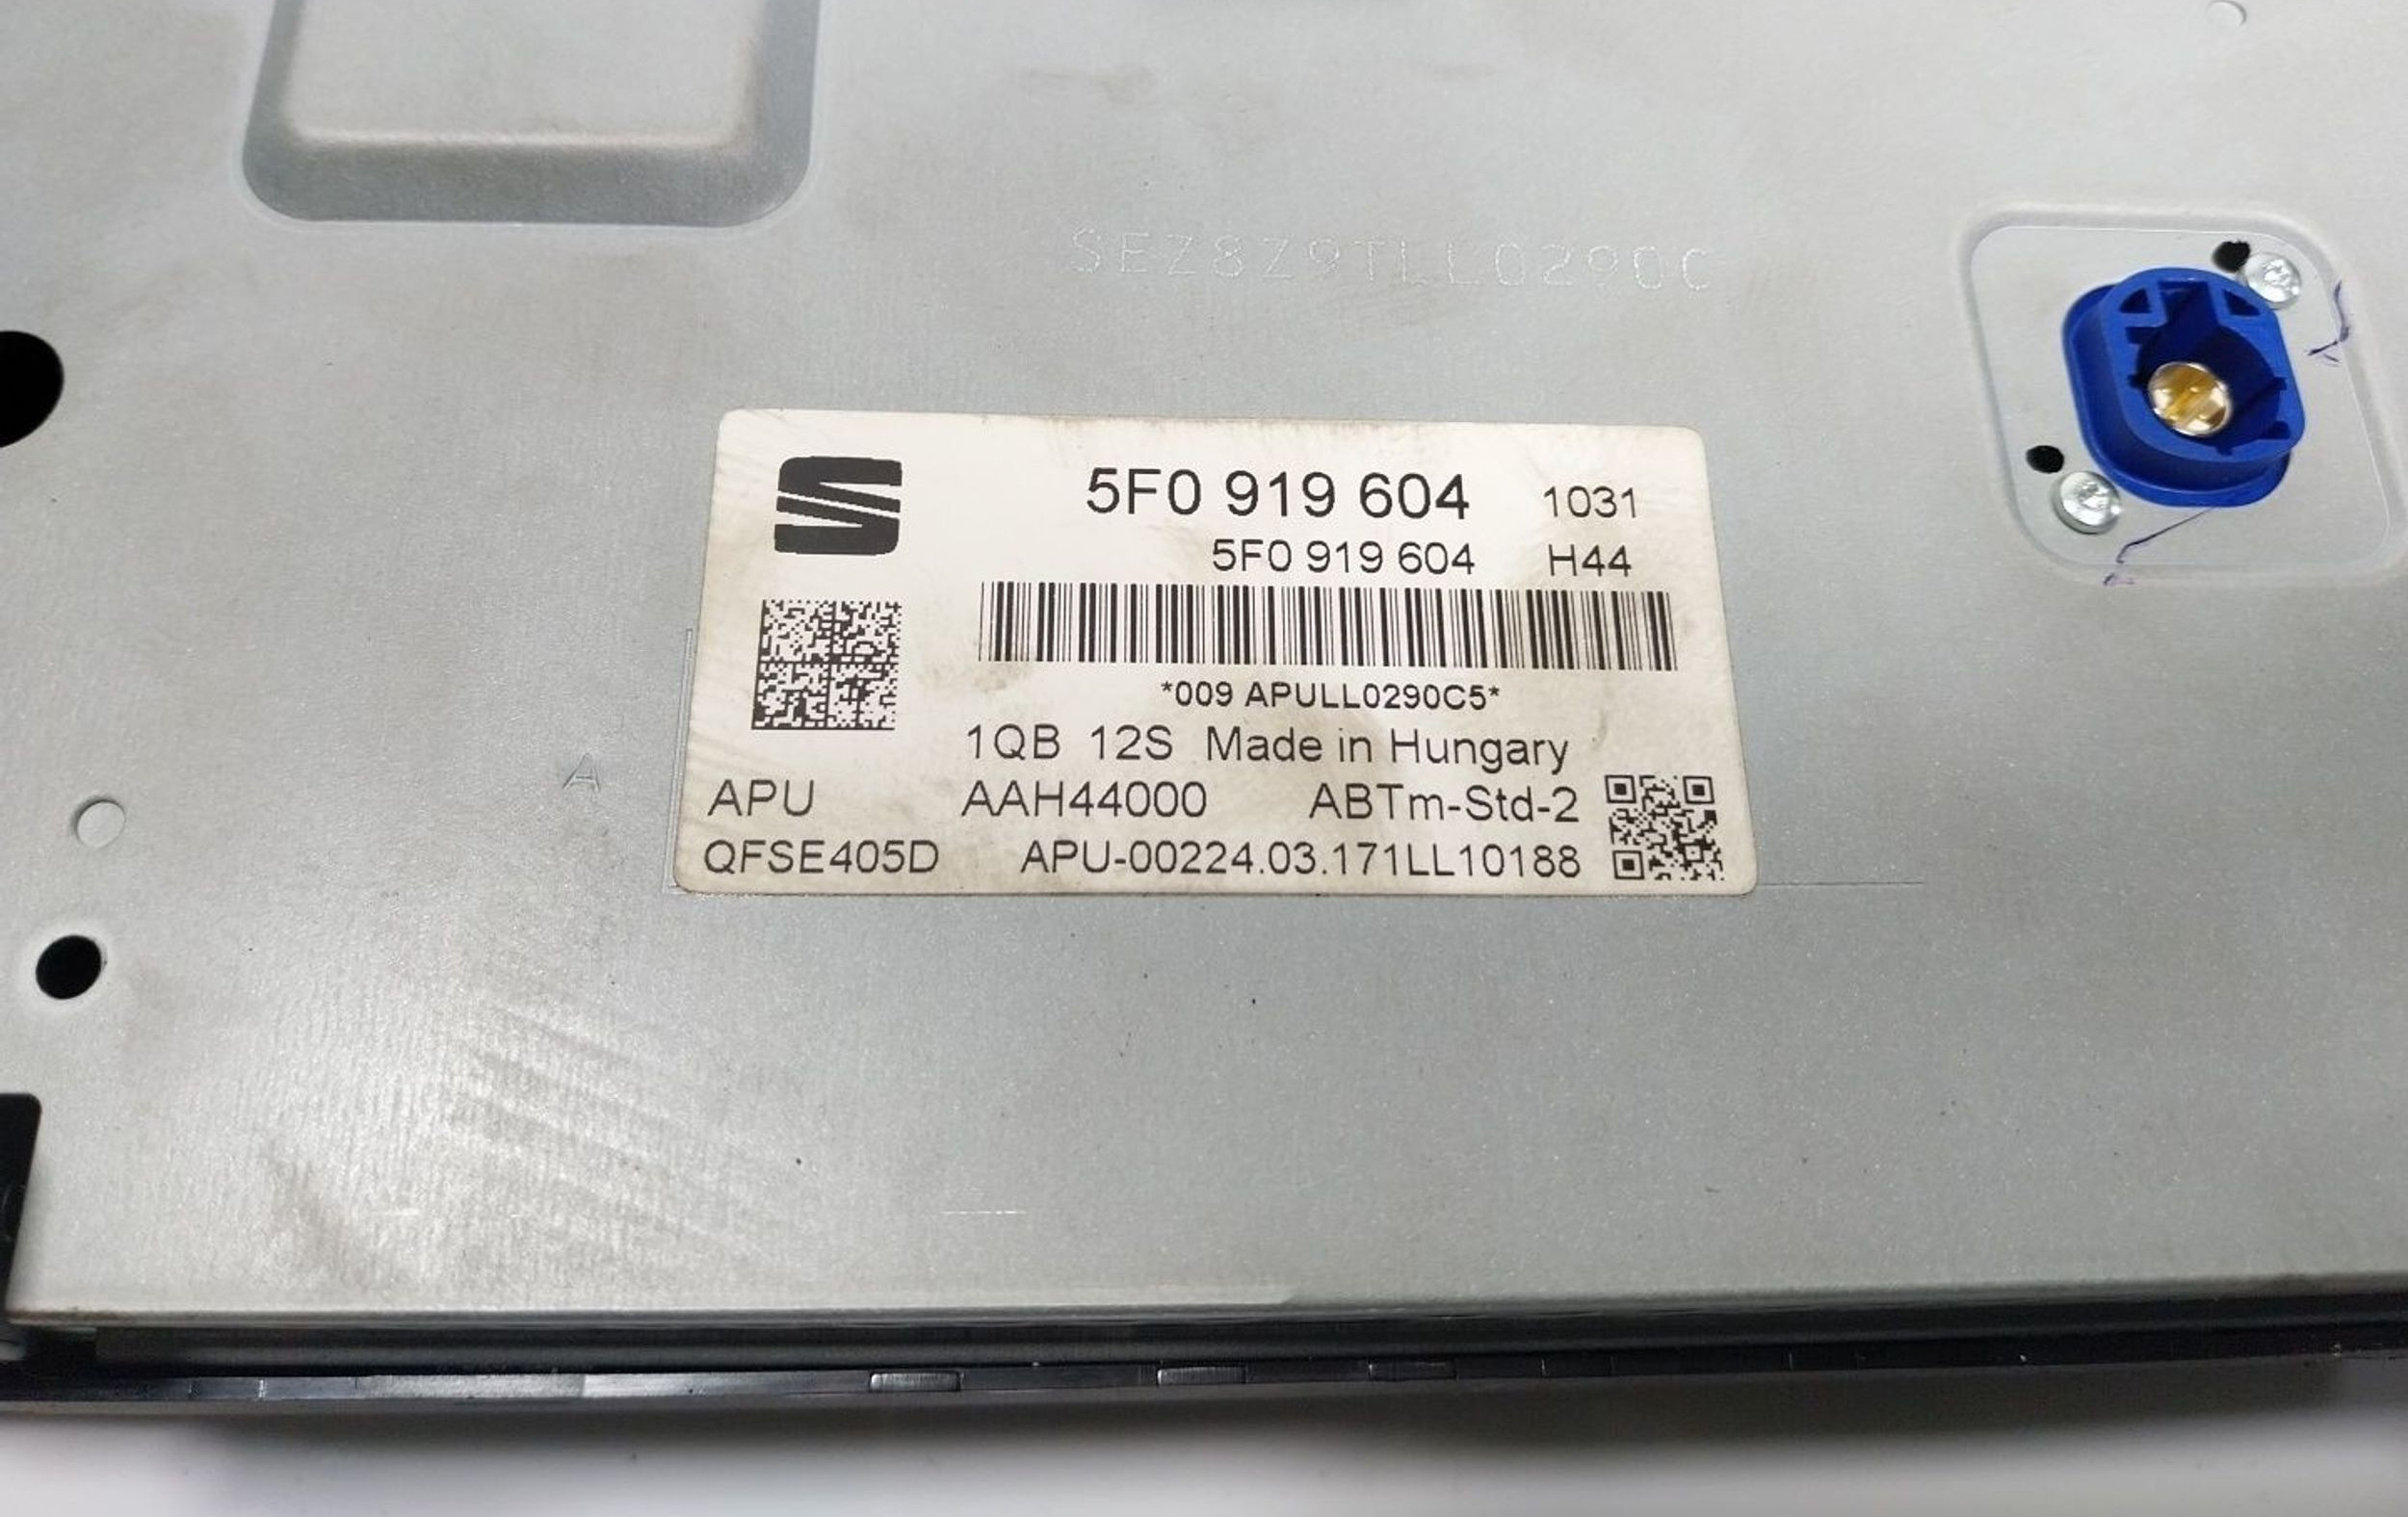 SEZ8Z9TLL0290C
5F0 919 604 1031
5F0 919 604 H44
*009 APULL0290C5*
1QB 12S Made in Hungary
A
APU AAH44000 ABTm-Std-2
QFSE405D APU-00224.03.171LL10188